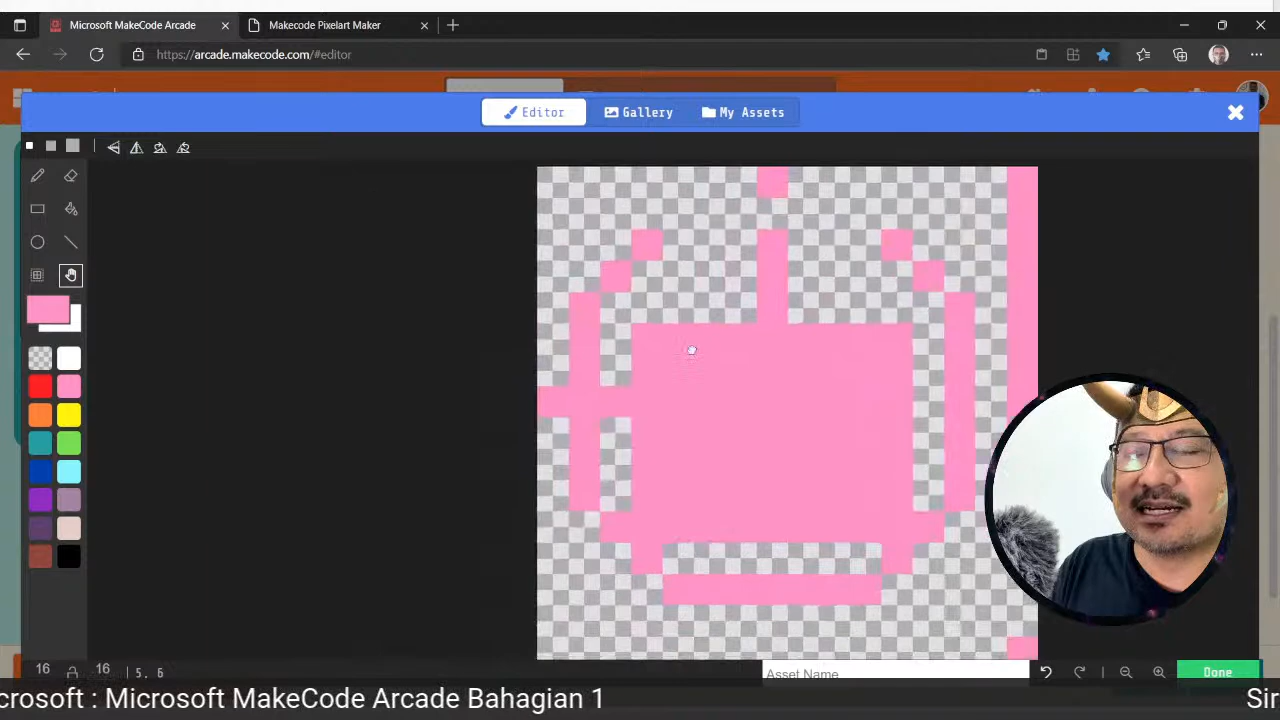 Microsoft MakeCode Arcade
Makecode Pixelart Maker
https://arcade.makecode.com/#editor
Editor
Gallery
My Assets
16
16
5, 6
Asset Name
Done
crosoft : Microsoft MakeCode Arcade Bahagian 1
Sir